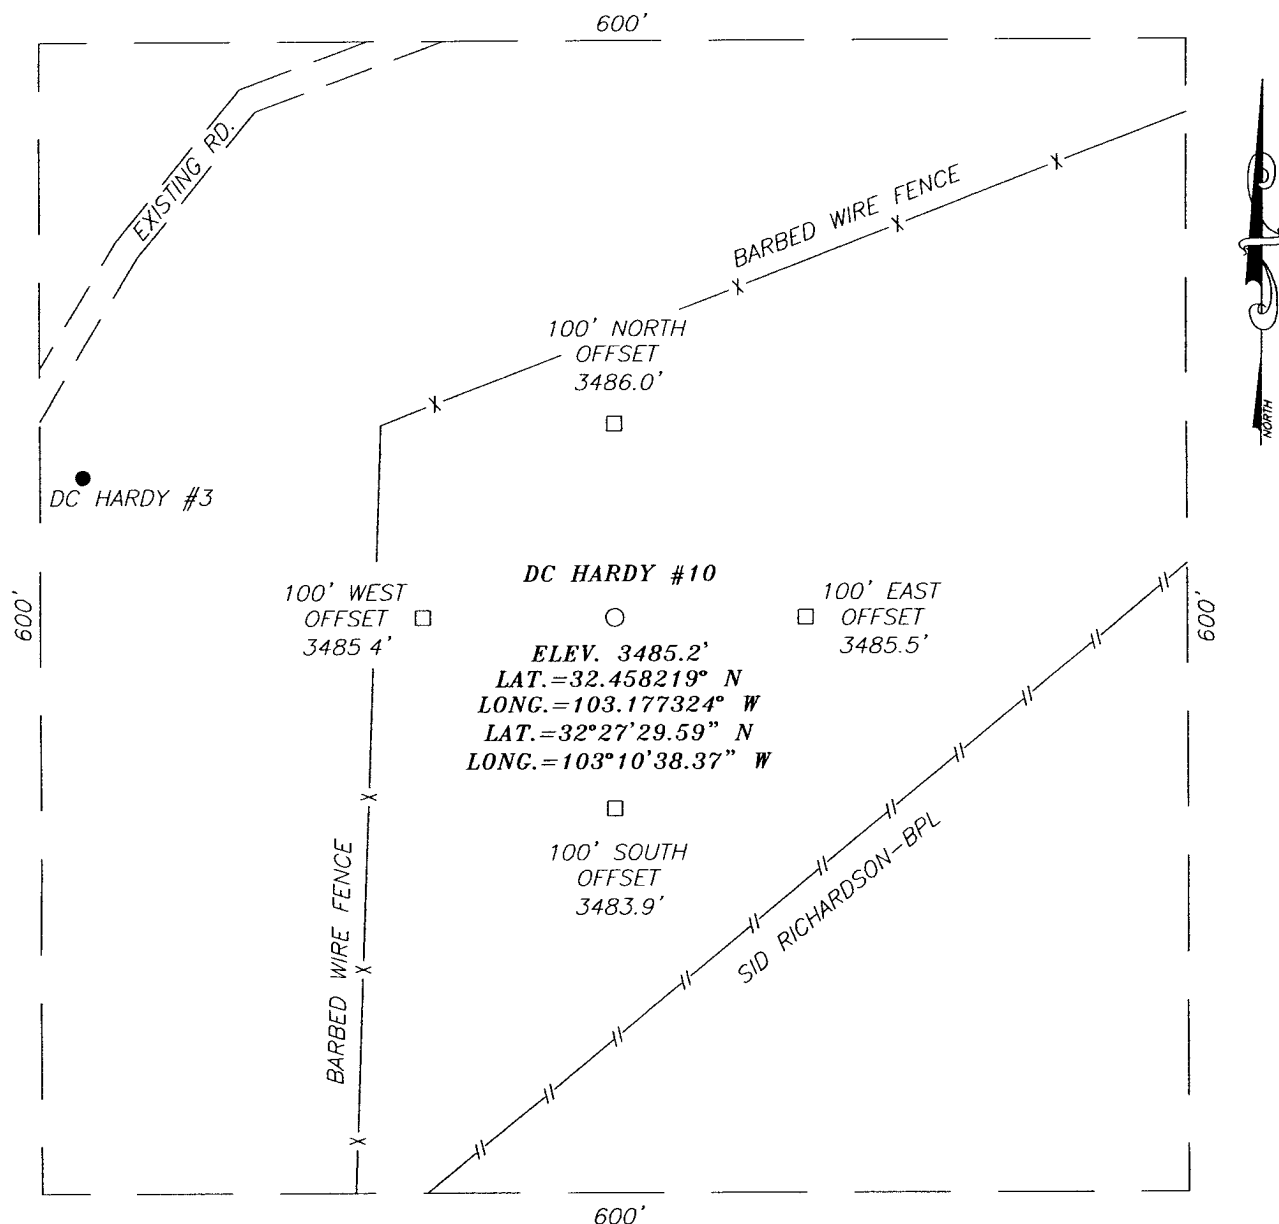 600'
EXISTING RD.
BARBED WIRE FENCE
NORTH
100' NORTH
OFFSET
3486.0'
DC HARDY #3
DC HARDY #10
100' WEST
OFFSET
3485 4'
100' EAST
OFFSET
3485.5'
600'
600'
ELEV. 3485.2'
LAT.=32.458219° N
LONG.=103.177324° W
LAT.=32°27'29.59" N
LONG.=103°10'38.37" W
100' SOUTH
OFFSET
3483.9'
BARBED WIRE FENCE
SID RICHARDSON-BPL
600'